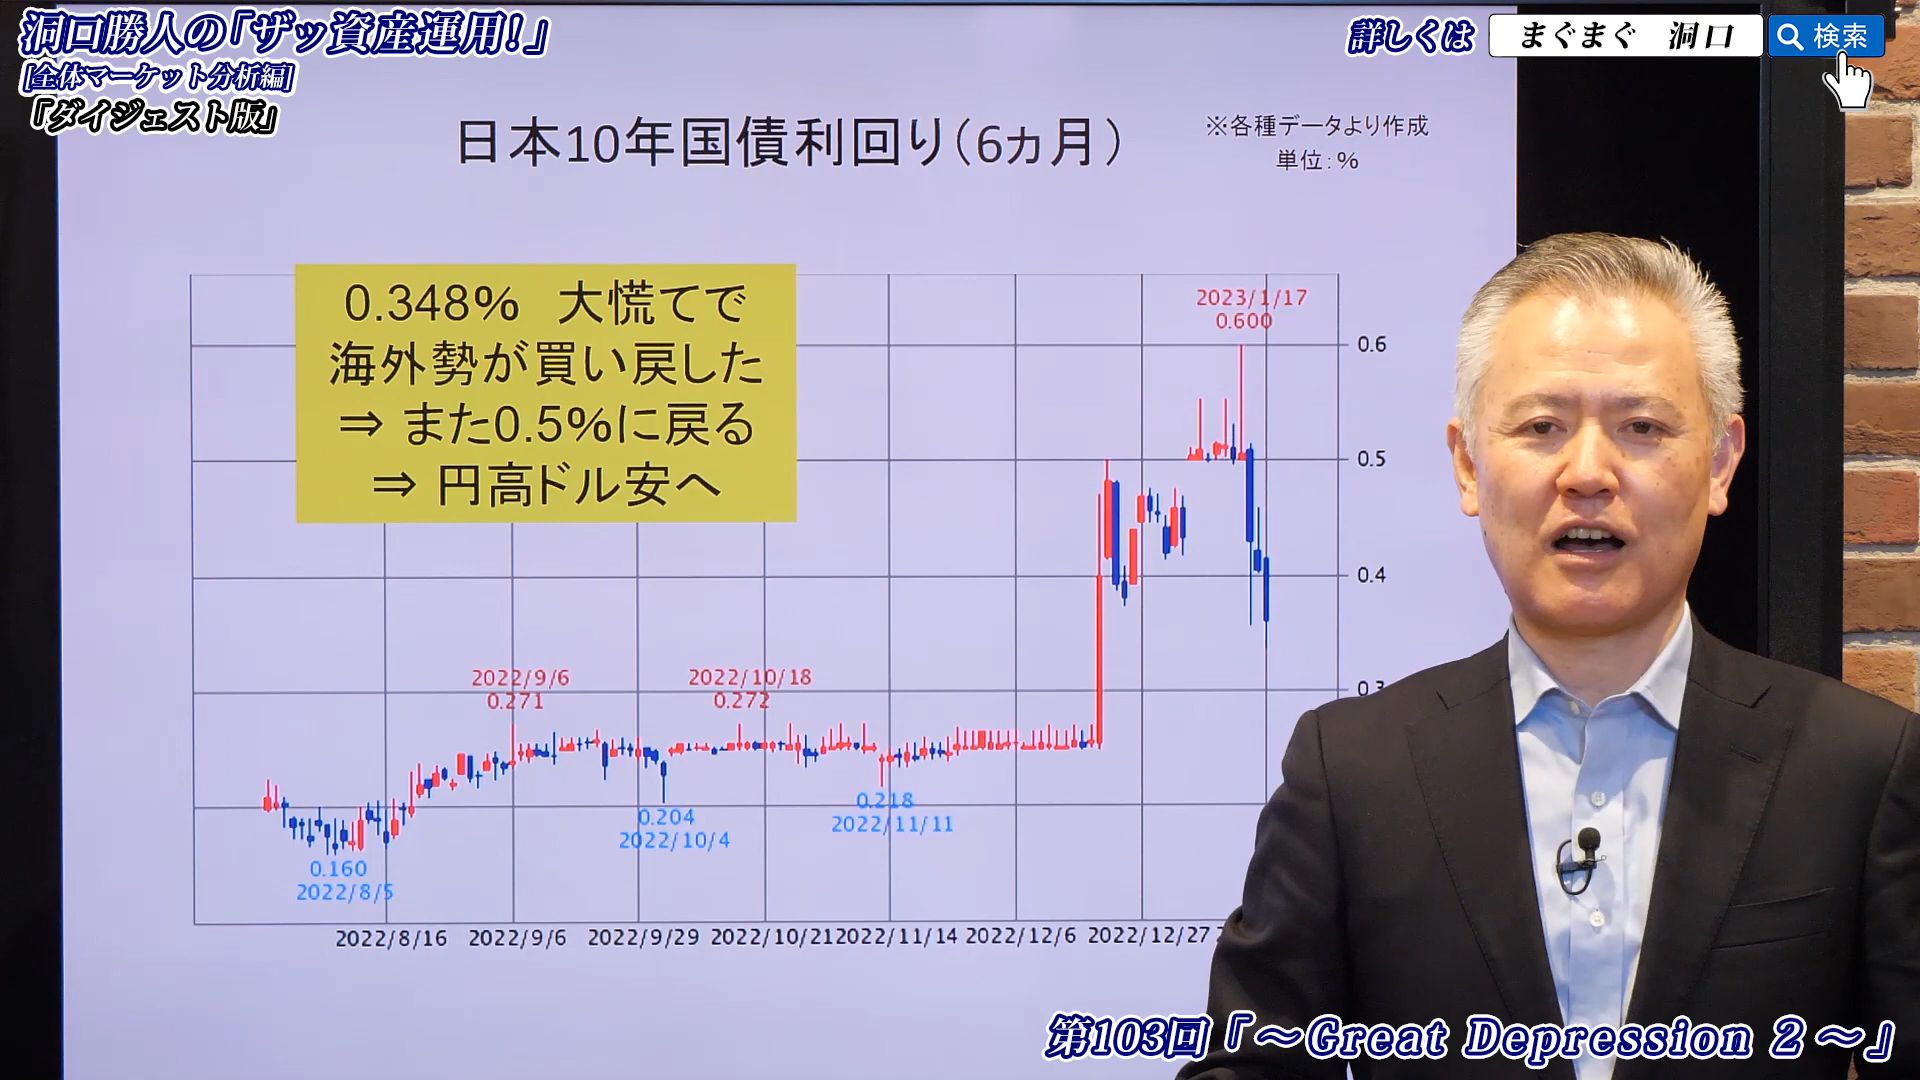 洞口勝人の「ザッ資産運用!」
[全体マーケット分析編]
「ダイジェスト版」
詳しくは
まぐまぐ 洞口
検索
日本10年国債利回り(6ヵ月)
※各種データより作成
単位:%
0.348% 大慌てで
海外勢が買い戻した
⇒ また0.5%に戻る
⇒ 円高ドル安へ
2023/1/17
0.600
0.6
0.5
0.4
2022/9/6
0.271
2022/10/18
0.272
0.204
2022/10/4
0.218
2022/11/11
0.160
2022/8/5
2022/8/16 2022/9/6 2022/9/29 2022/10/21 2022/11/14 2022/12/6 2022/12/27
第103回「~Great Depression 2~」